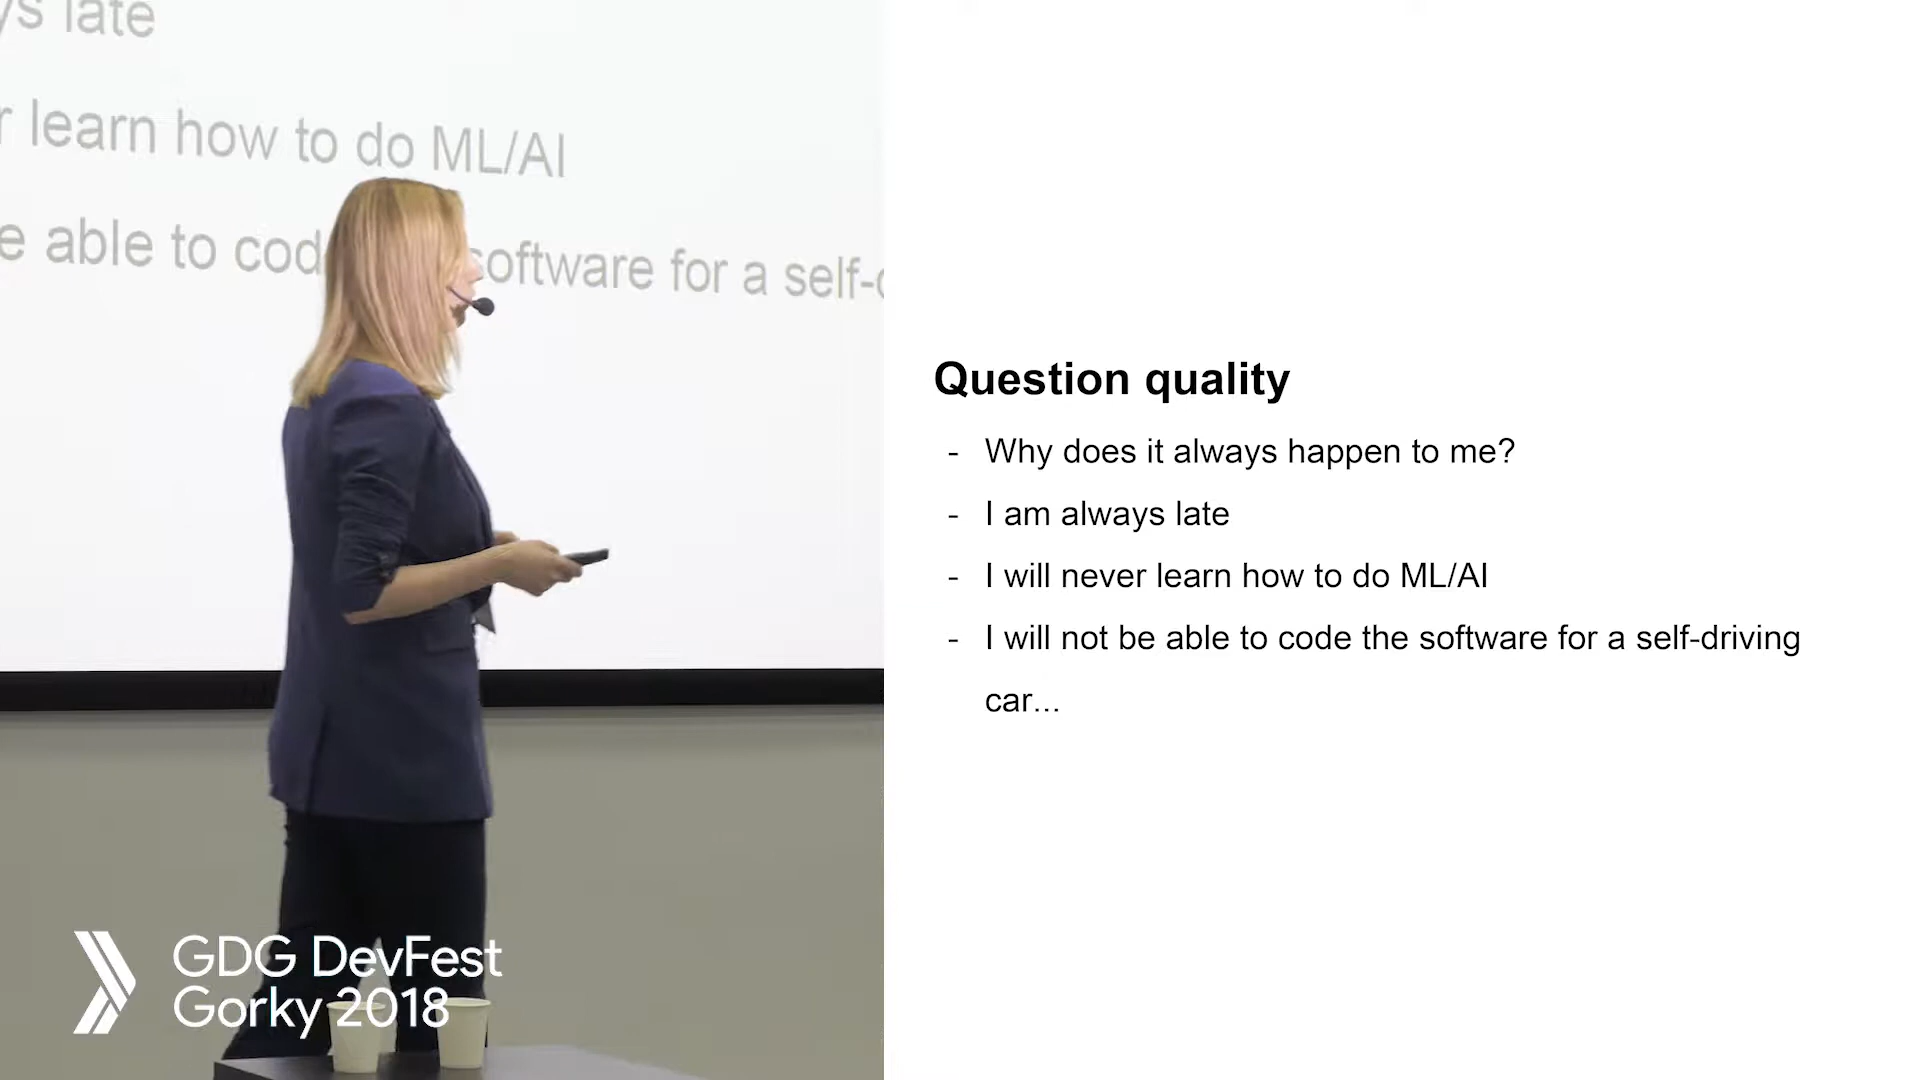 ys late
r learn how to do ML/AI
e able to cod software for a self-
GDG DevFest
Gorky 2018
Question quality
- Why does it always happen to me?
- I am always late
- I will never learn how to do ML/AI
- I will not be able to code the software for a self-driving
car...